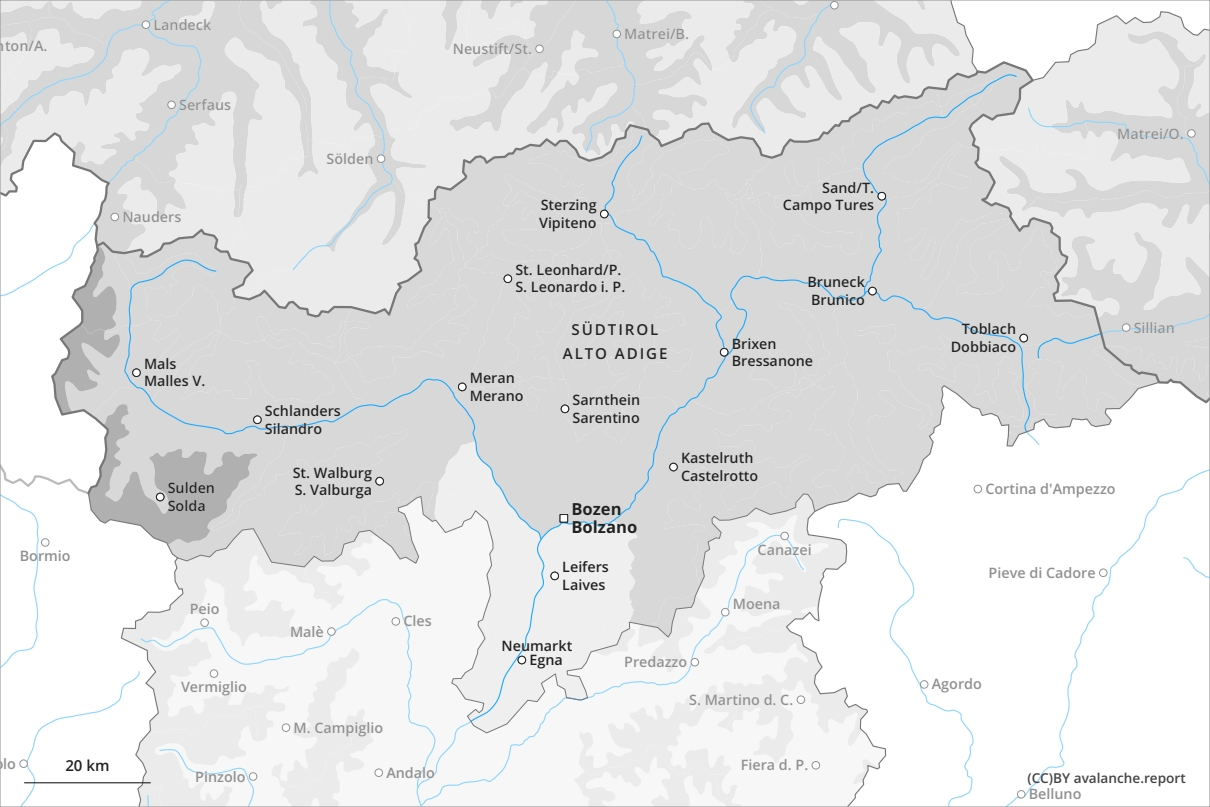 Landeck
nton/A.
Neustift/St.
Matrei/B.
Serfaus
Matrei/O.
Sölden
Sand/T.
Campo Tures
Sterzing
Vipiteno
Nauders
St. Leonhard/P.
S. Leonardo i. P.
Bruneck
Brunico
SÜDTIROL
ALTO ADIGE
Toblach
Dobbiaco
Sillian
Brixen
Bressanone
Mals
Malles V.
Meran
Merano
Sarnthein
Sarentino
Schlanders
Silandro
Kastelruth
Castelrotto
St. Walburg
S. Valburga
Sulden
Solda
Cortina d'Ampezzo
Bozen
Bolzano
Canazei
Bormio
Leifers
Laives
Pieve di Cadore
Peio
Moena
Malè
Cles
Neumarkt
Egna
Predazzo
Vermiglio
Agordo
S. Martino d. C.
M. Campiglio
olo
20 km
Pinzolo
Andalo
Fiera d. P.
(CC)BY avalanche.report
Belluno